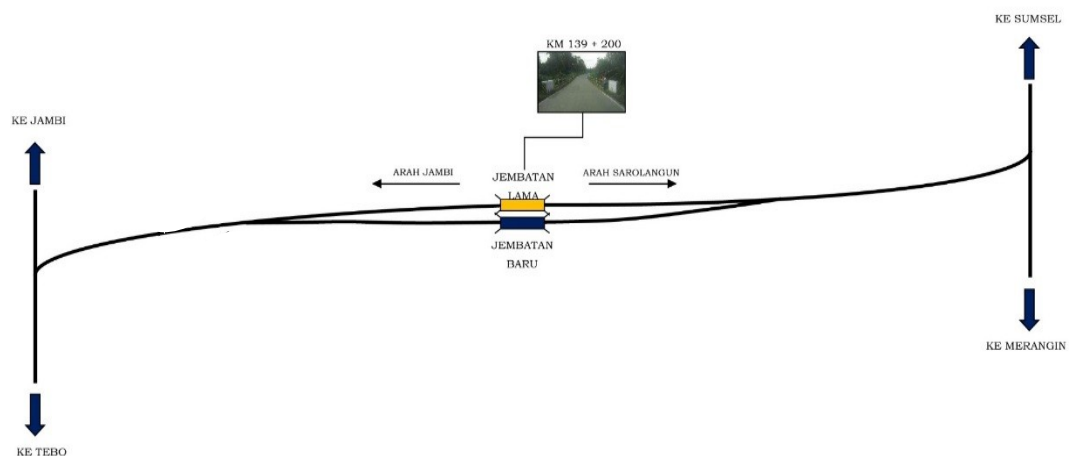 KE SUMSEL
KM 139 + 200
KE JAMBI
ARAH JAMBI
JEMBATAN
LAMA
ARAH SAROLANGUN
JEMBATAN
BARU
KE MERANGIN
KE TEBO